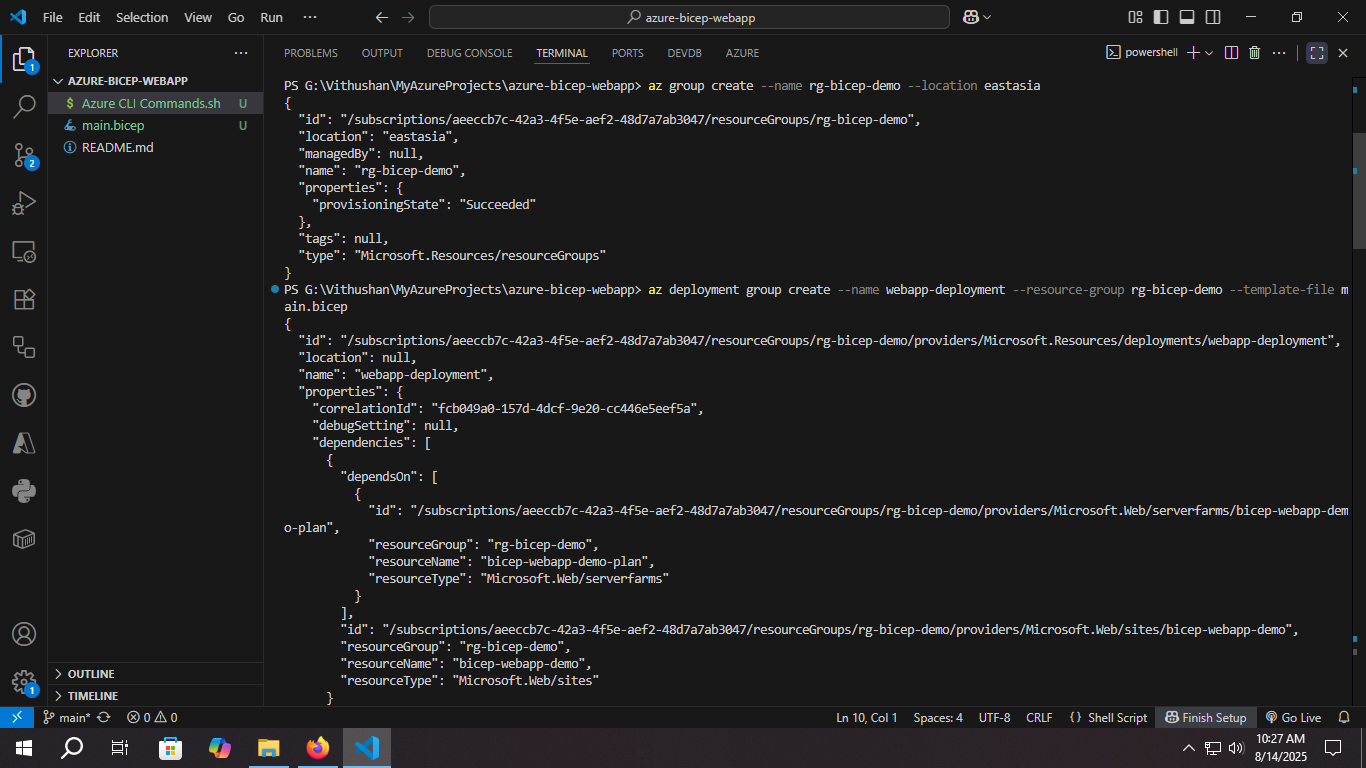 File Edit Selection View Go Run ···
azure-bicep-webapp
EXPLORER ···
AZURE-BICEP-WEBAPP
$ Azure CLI Commands.sh U
main.bicep U
README.md
1
2
1
OUTLINE
TIMELINE
PROBLEMS OUTPUT DEBUG CONSOLE TERMINAL PORTS DEVDB AZURE
powershell
PS G:\Vithushan\MyAzureProjects\azure-bicep-webapp> az group create --name rg-bicep-demo --location eastasia
{
  "id": "/subscriptions/aeeccb7c-42a3-4f5e-aef2-48d7a7ab3047/resourceGroups/rg-bicep-demo",
  "location": "eastasia",
  "managedBy": null,
  "name": "rg-bicep-demo",
  "properties": {
    "provisioningState": "Succeeded"
  },
  "tags": null,
  "type": "Microsoft.Resources/resourceGroups"
}
PS G:\Vithushan\MyAzureProjects\azure-bicep-webapp> az deployment group create --name webapp-deployment --resource-group rg-bicep-demo --template-file m
ain.bicep
{
  "id": "/subscriptions/aeeccb7c-42a3-4f5e-aef2-48d7a7ab3047/resourceGroups/rg-bicep-demo/providers/Microsoft.Resources/deployments/webapp-deployment",
  "location": null,
  "name": "webapp-deployment",
  "properties": {
    "correlationId": "fcb049a0-157d-4dcf-9e20-cc446e5eef5a",
    "debugSetting": null,
    "dependencies": [
      {
        "dependsOn": [
          {
            "id": "/subscriptions/aeeccb7c-42a3-4f5e-aef2-48d7a7ab3047/resourceGroups/rg-bicep-demo/providers/Microsoft.Web/serverfarms/bicep-webapp-dem
o-plan",
            "resourceGroup": "rg-bicep-demo",
            "resourceName": "bicep-webapp-demo-plan",
            "resourceType": "Microsoft.Web/serverfarms"
          }
        ],
        "id": "/subscriptions/aeeccb7c-42a3-4f5e-aef2-48d7a7ab3047/resourceGroups/rg-bicep-demo/providers/Microsoft.Web/sites/bicep-webapp-demo",
        "resourceGroup": "rg-bicep-demo",
        "resourceName": "bicep-webapp-demo",
        "resourceType": "Microsoft.Web/sites"
      }
main* 0 0 Ln 10, Col 1 Spaces: 4 UTF-8 CRLF {} Shell Script Finish Setup Go Live
10:27 AM
8/14/2025